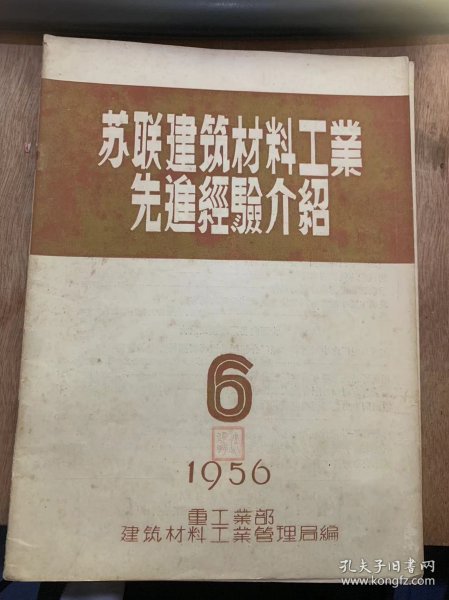 苏联建筑材料工業
先進經驗介紹
6
1956
重工業部
建筑材料工業管理局編
孔夫子旧书网
www.kongfz.com